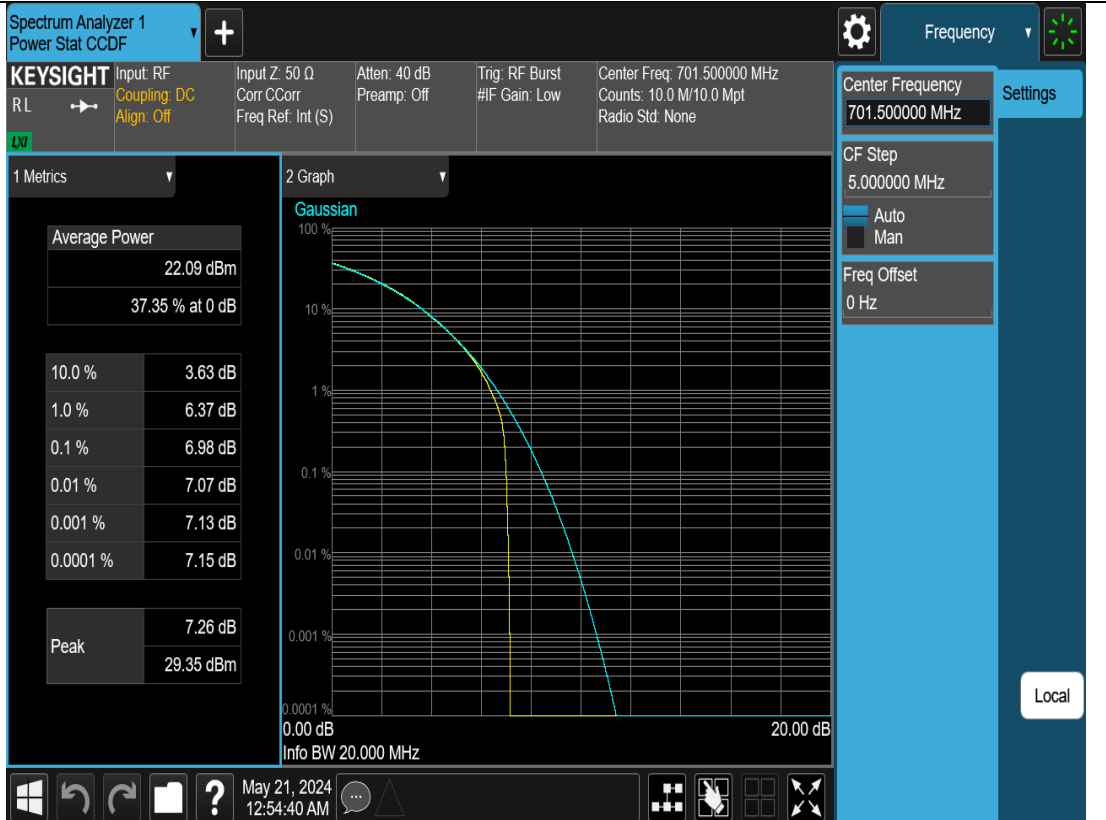 Spectrum Analyzer 1
Power Stat CCDF
Frequency
KEYSIGHT
Input: RF
Input Z: 50 Ω
Atten: 40 dB
Trig: RF Burst
Center Freq: 701.500000 MHz
R L
Coupling: DC
Corr CCorr
Preamp: Off
#IF Gain: Low
Counts: 10.0 M/10.0 Mpt
Align: Off
Freq Ref: Int (S)
Radio Std: None
LXI
Center Frequency
701.500000 MHz
Settings
CF Step
5.000000 MHz
Auto
Man
Freq Offset
0 Hz
1 Metrics
Average Power
22.09 dBm
37.35 % at 0 dB
10.0 % 3.63 dB
1.0 % 6.37 dB
0.1 % 6.98 dB
0.01 % 7.07 dB
0.001 % 7.13 dB
0.0001 % 7.15 dB
Peak
7.26 dB
29.35 dBm
2 Graph
Gaussian
100 %
10 %
1 %
0.1 %
0.01 %
0.001 %
0.0001 %
0.00 dB
20.00 dB
Info BW 20.000 MHz
Local
?
May 21, 2024
12:54:40 AM